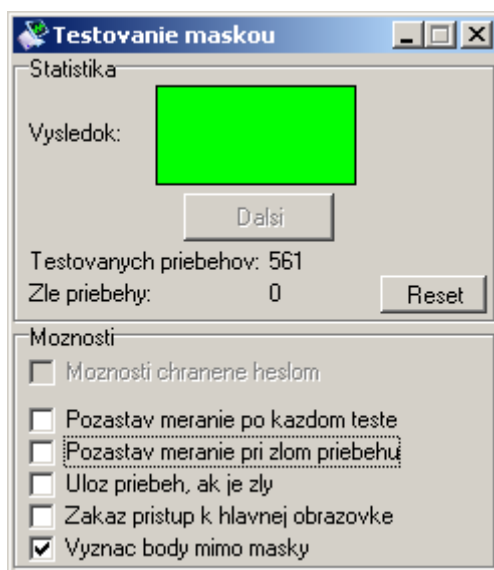 Testovanie maskou
Statistika
Vysledok:
Dalsi
Testovanych priebehov: 561
Zle priebehy: 0 Reset
Moznosti
Moznosti chranene heslom
Pozastav meranie po kazdom teste
Pozastav meranie pri zlom priebehu
Uloz priebeh, ak je zly
Zakaz pristup k hlavnej obrazovke
Vyznac body mimo masky